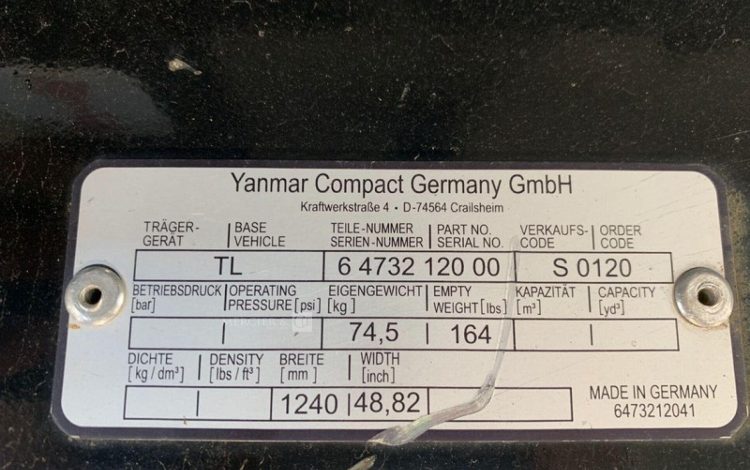 Yanmar Compact Germany GmbH
Kraftwerkstraße 4 • D-74564 Crailsheim
TRÄGER- | BASE TEILE-NUMMER | PART NO. VERKAUFS- | ORDER
GERÄT | VEHICLE SERIEN-NUMMER | SERIAL NO. CODE | CODE
TL 6 4732 120 00 S 0120
BETRIEBSDRUCK | OPERATING EIGENGEWICHT | EMPTY KAPAZITÄT | CAPACITY
[bar] | PRESSURE [psi] [kg] | WEIGHT [lbs] [m³] | [yd³]
| 74,5 | 164 |
DICHTE | DENSITY BREITE | WIDTH
[kg / dm³] | [lbs / ft³] [mm] | [inch]
| 1240 | 48,82
MADE IN GERMANY
6473212041